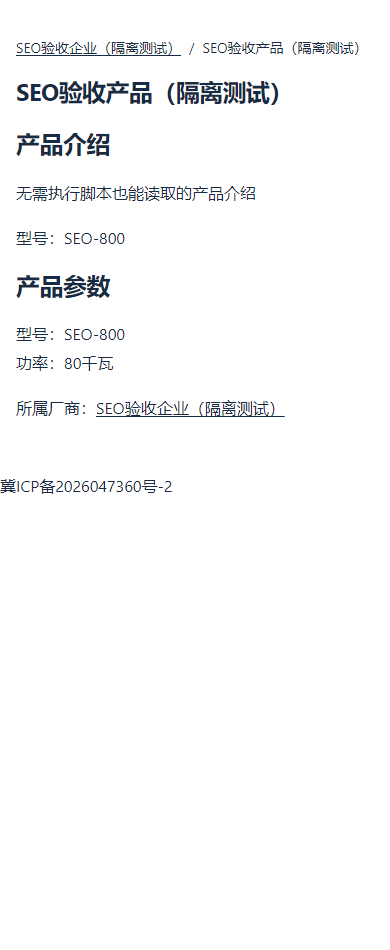 SEO验收企业（隔离测试） / SEO验收产品（隔离测试）
SEO验收产品（隔离测试）
产品介绍
无需执行脚本也能读取的产品介绍
型号：SEO-800
产品参数
型号：SEO-800
功率：80千瓦
所属厂商：SEO验收企业（隔离测试）
冀ICP备2026047360号-2